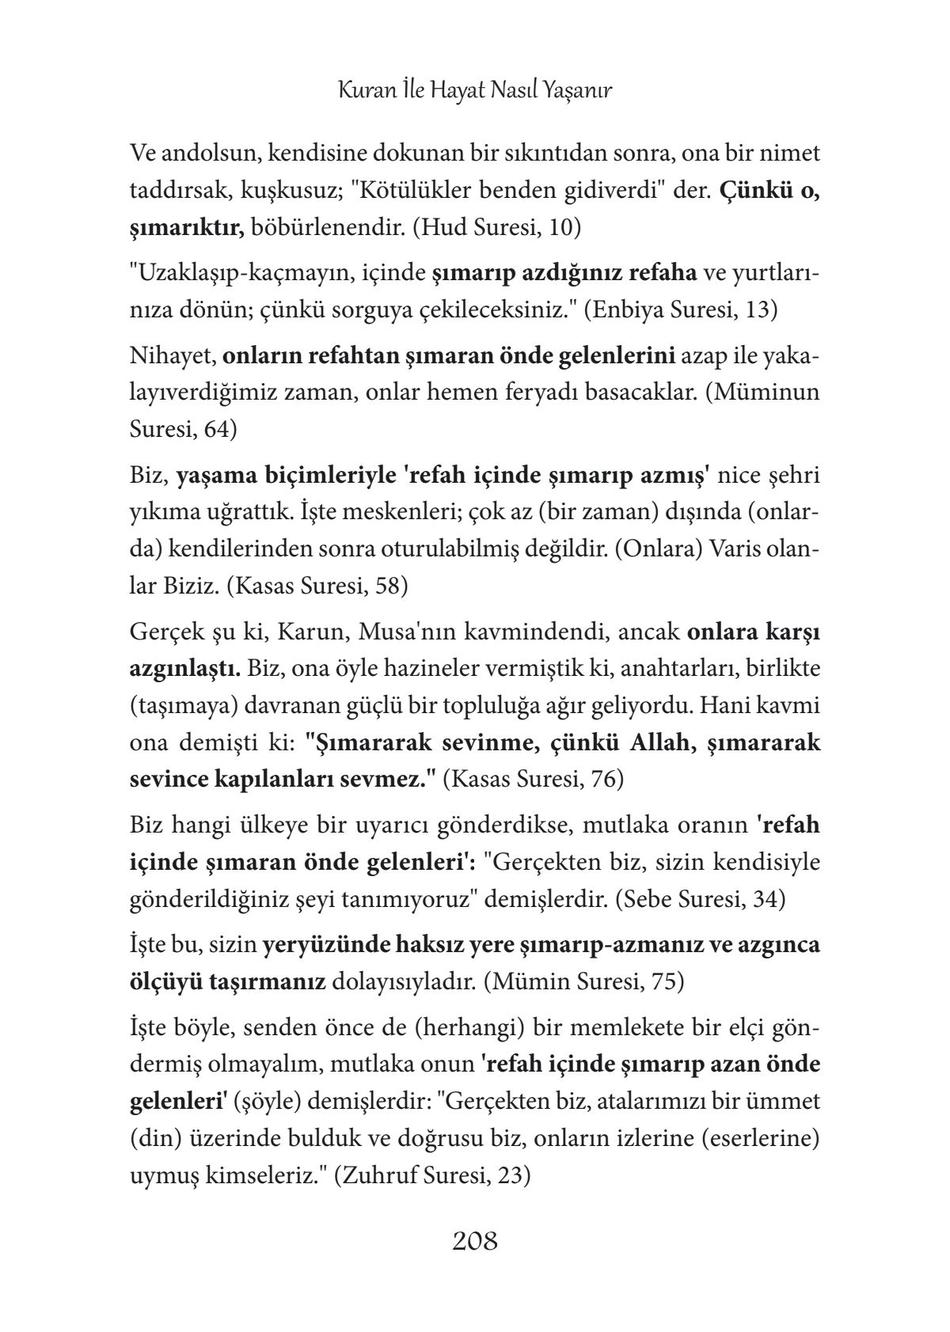 Kuran İle Hayat Nasıl Yaşanır
Ve andolsun, kendisine dokunan bir sıkıntıdan sonra, ona bir nimet
taddırsak, kuşkusuz; "Kötülükler benden gidiverdi" der. Çünkü o,
şımarıktır, böbürlenendir. (Hud Suresi, 10)
"Uzaklaşıp-kaçmayın, içinde şımarıp azdığınız refaha ve yurtları-
nıza dönün; çünkü sorguya çekileceksiniz." (Enbiya Suresi, 13)
Nihayet, onların refahtan şımaran önde gelenlerini azap ile yaka-
layıverdiğimiz zaman, onlar hemen feryadı basacaklar. (Müminun
Suresi, 64)
Biz, yaşama biçimleriyle 'refah içinde şımarıp azmış' nice şehri
yıkıma uğrattık. İşte meskenleri; çok az (bir zaman) dışında (onlar-
da) kendilerinden sonra oturulabilmiş değildir. (Onlara) Varis olan-
lar Biziz. (Kasas Suresi, 58)
Gerçek şu ki, Karun, Musa'nın kavmindendi, ancak onlara karşı
azgınlaştı. Biz, ona öyle hazineler vermiştik ki, anahtarları, birlikte
(taşımaya) davranan güçlü bir topluluğa ağır geliyordu. Hani kavmi
ona demişti ki: "Şımararak sevinme, çünkü Allah, şımararak
sevince kapılanları sevmez." (Kasas Suresi, 76)
Biz hangi ülkeye bir uyarıcı gönderdikse, mutlaka oranın 'refah
içinde şımaran önde gelenleri': "Gerçekten biz, sizin kendisiyle
gönderildiğiniz şeyi tanımıyoruz" demişlerdir. (Sebe Suresi, 34)
İşte bu, sizin yeryüzünde haksız yere şımarıp-azmanız ve azgınca
ölçüyü taşırmanız dolayısıyladır. (Mümin Suresi, 75)
İşte böyle, senden önce de (herhangi) bir memlekete bir elçi gön-
dermiş olmayalım, mutlaka onun 'refah içinde şımarıp azan önde
gelenleri' (şöyle) demişlerdir: "Gerçekten biz, atalarımızı bir ümmet
(din) üzerinde bulduk ve doğrusu biz, onların izlerine (eserlerine)
uymuş kimseleriz." (Zuhruf Suresi, 23)
208